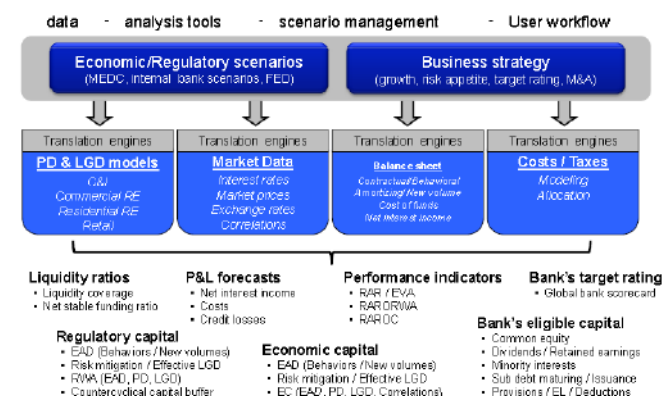 data - analysis tools - scenario management - User workflow
Economic/Regulatory scenarios
(MEDC, internal bank scenarios, FED)
Business strategy
(growth, risk appetite, target rating, M&A)
Translation engines
PD & LGD models
C&I
Commercial RE
Residential RE
Retail
Translation engines
Market Data
Interest rates
Market prices
Exchange rates
Correlations
Translation engines
Balance sheet
Contractual/Behavioral
Amortizing/New volume
Cost of funds
Net interest income
Translation engines
Costs / Taxes
Modeling
Allocation
Liquidity ratios
• Liquidity coverage
• Net stable funding ratio
P&L forecasts
• Net interest income
• Costs
• Credit losses
Performance indicators
• RAR / EVA
• RARORWA
• RAROC
Bank's target rating
• Global bank scorecard
Regulatory capital
• EAD (Behaviors / New volumes)
• Risk mitigation / Effective LGD
• RWA (EAD, PD, LGD)
• Countercyclical capital buffer
Economic capital
• EAD (Behaviors / New volumes)
• Risk mitigation / Effective LGD
• EC (EAD, PD, LGD, Correlations)
Bank's eligible capital
• Common equity
• Dividends / Retained earnings
• Minority interests
• Sub debt maturing / Issuance
• Provisions / EL / Deductions